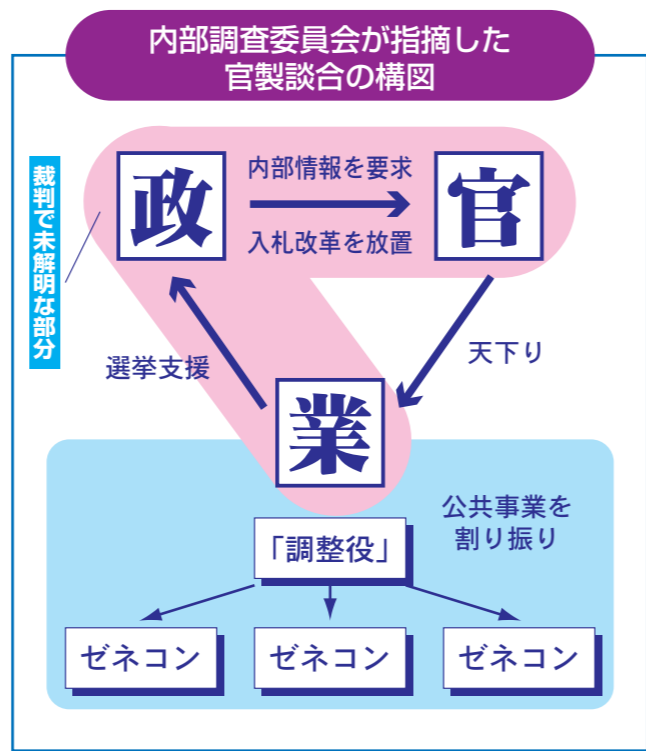 内部調査委員会が指摘した
官製談合の構図
裁判で未解明な部分
政
内部情報を要求
入札改革を放置
官
選挙支援
天下り
業
公共事業を
割り振り
「調整役」
ゼネコン
ゼネコン
ゼネコン